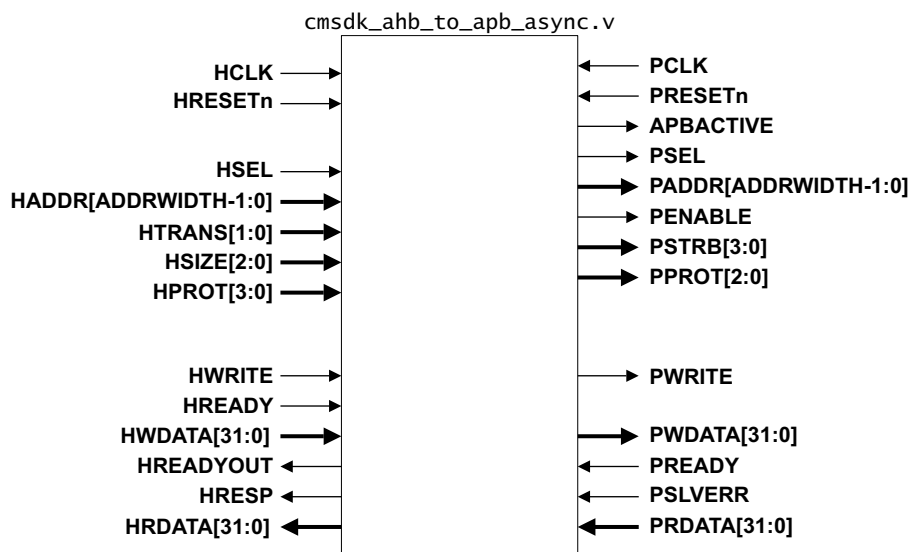 cmsdk_ahb_to_apb_async.v
HCLK
HRESETn
HSEL
HADDR[ADDRWIDTH-1:0]
HTRANS[1:0]
HSIZE[2:0]
HPROT[3:0]
HWRITE
HREADY
HWDATA[31:0]
HREADYOUT
HRESP
HRDATA[31:0]
PCLK
PRESETn
APBACTIVE
PSEL
PADDR[ADDRWIDTH-1:0]
PENABLE
PSTRB[3:0]
PPROT[2:0]
PWRITE
PWDATA[31:0]
PREADY
PSLVERR
PRDATA[31:0]